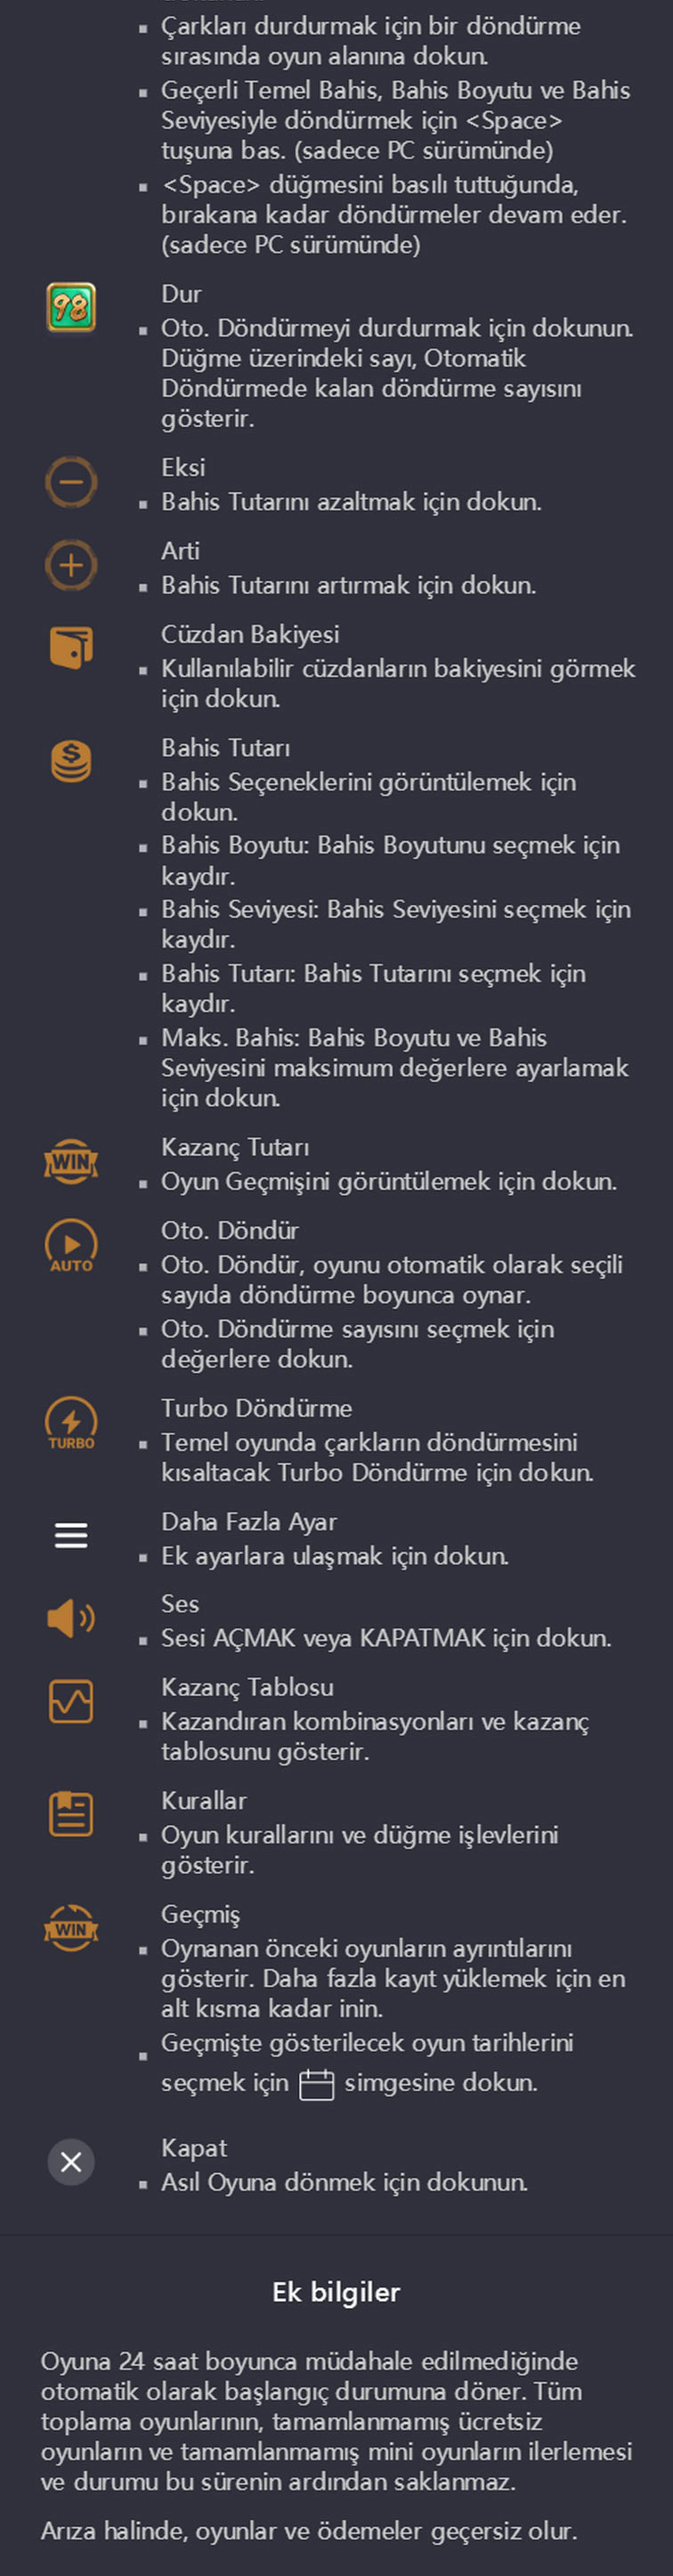 Çarkları durdurmak için bir döndürme
sırasında oyun alanına dokun.
Geçerli Temel Bahis, Bahis Boyutu ve Bahis
Seviyesiyle döndürmek için <Space>
tuşuna bas. (sadece PC sürümünde)
<Space> düğmesini basılı tuttuğunda,
bırakana kadar döndürmeler devam eder.
(sadece PC sürümünde)
98
Dur
Oto. Döndürmeyi durdurmak için dokunun.
Düğme üzerindeki sayı, Otomatik
Döndürmede kalan döndürme sayısını
gösterir.
Eksi
Bahis Tutarını azaltmak için dokun.
Arti
Bahis Tutarını artırmak için dokun.
Cüzdan Bakiyesi
Kullanılabilir cüzdanların bakiyesini görmek
için dokun.
Bahis Tutarı
Bahis Seçeneklerini görüntülemek için
dokun.
Bahis Boyutu: Bahis Boyutunu seçmek için
kaydır.
Bahis Seviyesi: Bahis Seviyesini seçmek için
kaydır.
Bahis Tutarı: Bahis Tutarını seçmek için
kaydır.
Maks. Bahis: Bahis Boyutu ve Bahis
Seviyesini maksimum değerlere ayarlamak
için dokun.
WIN
Kazanç Tutarı
Oyun Geçmişini görüntülemek için dokun.
AUTO
Oto. Döndür
Oto. Döndür, oyunu otomatik olarak seçili
sayıda döndürme boyunca oynar.
Oto. Döndürme sayısını seçmek için
değerlere dokun.
TURBO
Turbo Döndürme
Temel oyunda çarkların döndürmesini
kısaltacak Turbo Döndürme için dokun.
Daha Fazla Ayar
Ek ayarlara ulaşmak için dokun.
Ses
Sesi AÇMAK veya KAPATMAK için dokun.
Kazanç Tablosu
Kazandıran kombinasyonları ve kazanç
tablosunu gösterir.
Kurallar
Oyun kurallarını ve düğme işlevlerini
gösterir.
WIN
Geçmiş
Oynanan önceki oyunların ayrıntılarını
gösterir. Daha fazla kayıt yüklemek için en
alt kısma kadar inin.
Geçmişte gösterilecek oyun tarihlerini
seçmek için simgesine dokun.
Kapat
Asıl Oyuna dönmek için dokunun.
Ek bilgiler
Oyuna 24 saat boyunca müdahale edilmediğinde
otomatik olarak başlangıç durumuna döner. Tüm
toplama oyunlarının, tamamlanmamış ücretsiz
oyunların ve tamamlanmamış mini oyunların ilerlemesi
ve durumu bu sürenin ardından saklanmaz.
Arıza halinde, oyunlar ve ödemeler geçersiz olur.